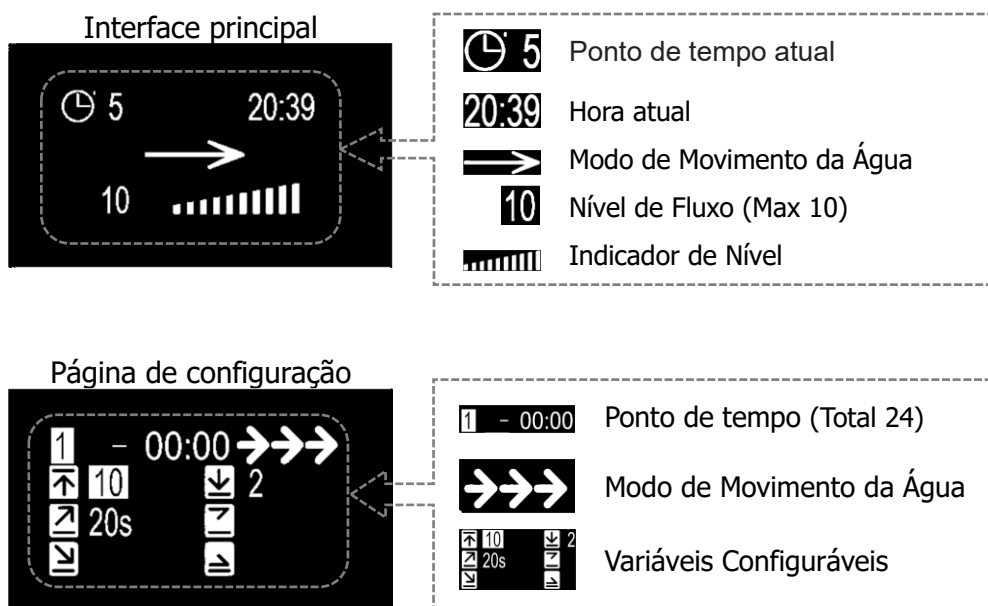 Interface principal
5 20:39
10
5 Ponto de tempo atual
20:39 Hora atual
Modo de Movimento da Água
10 Nível de Fluxo (Max 10)
Indicador de Nível
Página de configuração
1 - 00:00
10 2
20s
1 - 00:00 Ponto de tempo (Total 24)
Modo de Movimento da Água
10 2
20s Variáveis Configuráveis